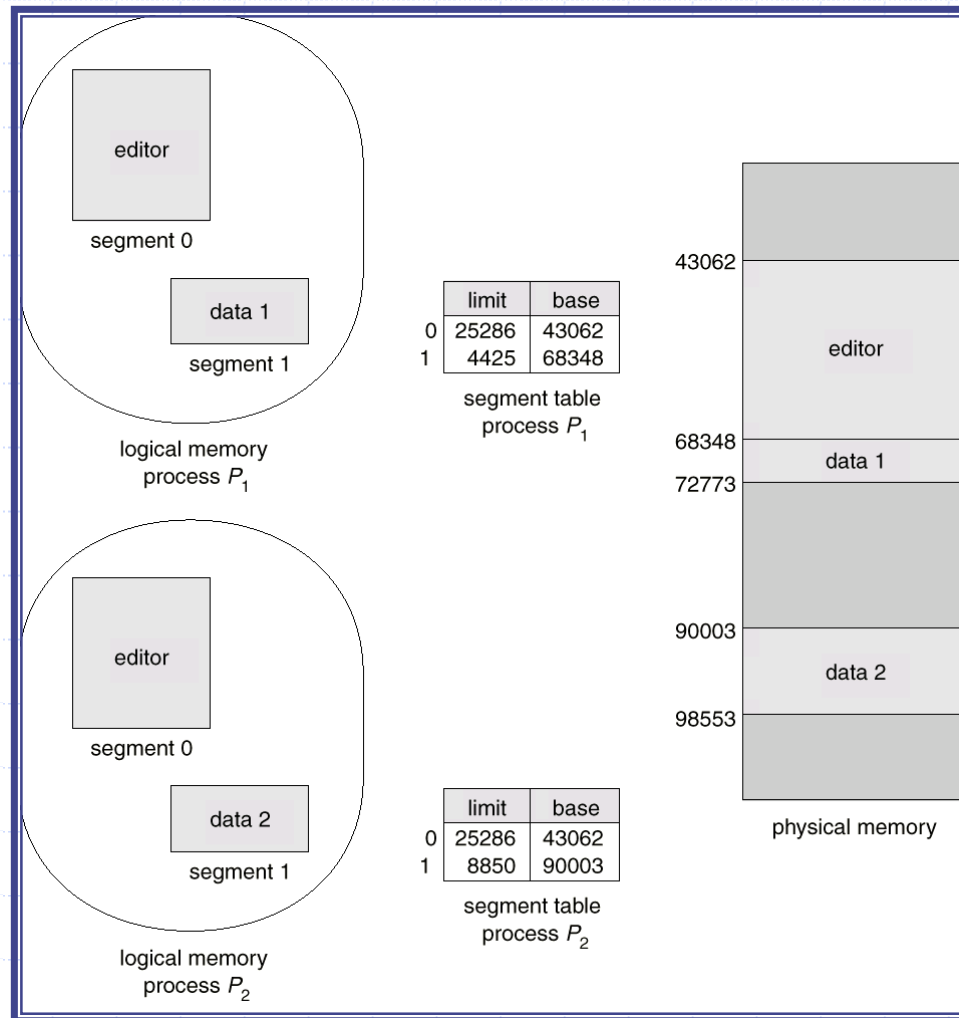 editor
segment 0
data 1
segment 1
logical memory
process P1
limit base
0 25286 43062
1 4425 68348
segment table
process P1
43062
editor
68348
data 1
72773
90003
data 2
98553
physical memory
editor
segment 0
data 2
segment 1
logical memory
process P2
limit base
0 25286 43062
1 8850 90003
segment table
process P2